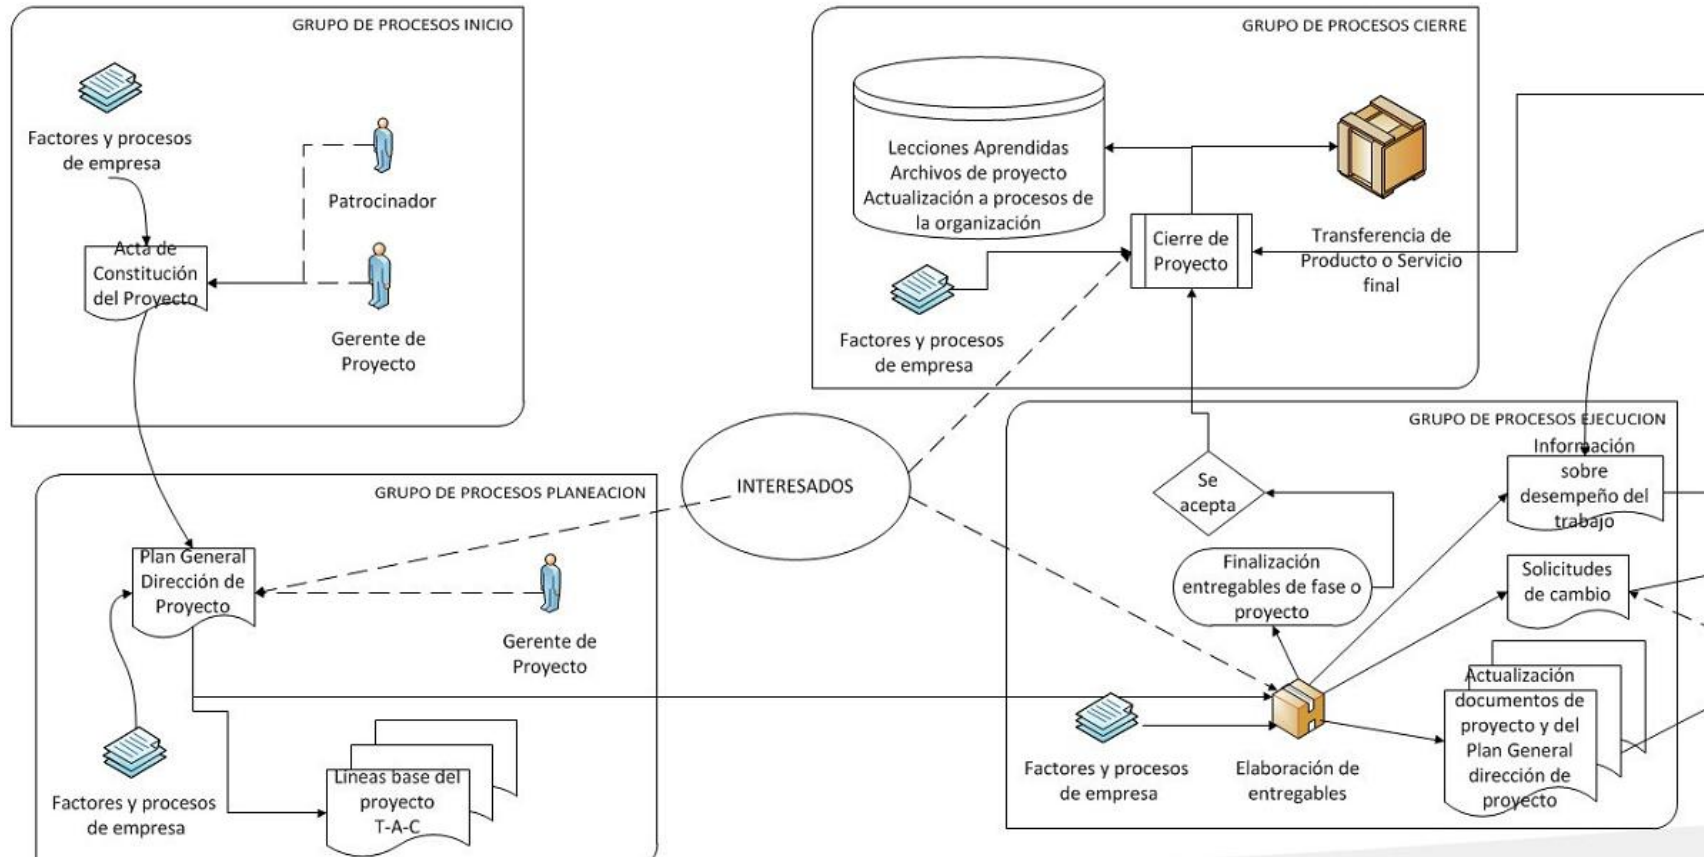 GRUPO DE PROCESOS INICIO
Factores y procesos
de empresa
Patrocinador
Acta de
Constitución
del Proyecto
Gerente de
Proyecto
GRUPO DE PROCESOS CIERRE
Lecciones Aprendidas
Archivos de proyecto
Actualización a procesos de
la organización
Cierre de
Proyecto
Transferencia de
Producto o Servicio
final
Factores y procesos
de empresa
INTERESADOS
GRUPO DE PROCESOS PLANEACION
Plan General
Dirección de
Proyecto
Gerente de
Proyecto
Factores y procesos
de empresa
Líneas base del
proyecto
T-A-C
GRUPO DE PROCESOS EJECUCION
Información
sobre
desempeño del
trabajo
Se
acepta
Finalización
entregables de fase o
proyecto
Solicitudes
de cambio
Actualización
documentos de
proyecto y del
Plan General
dirección de
proyecto
Factores y procesos
de empresa
Elaboración de
entregables